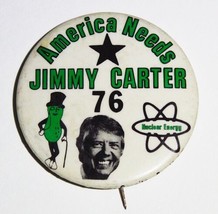 America Needs
JIMMY CARTER
76
Nuclear Energy